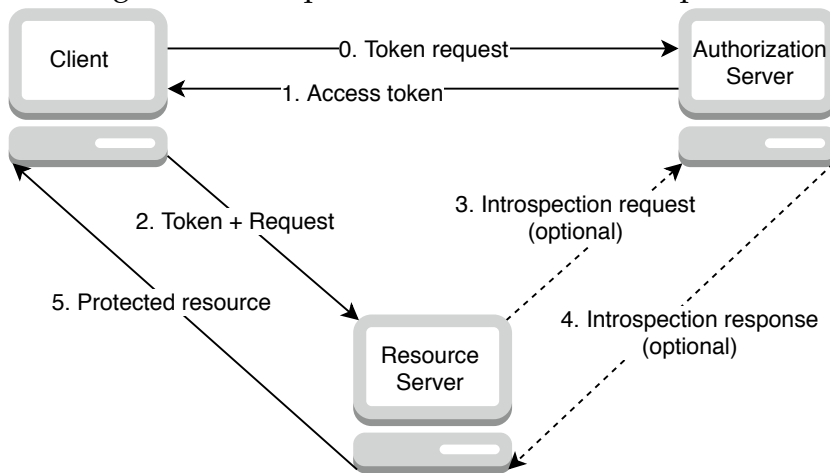 Client
0. Token request
Authorization
Server
1. Access token
2. Token + Request
3. Introspection request
(optional)
5. Protected resource
4. Introspection response
(optional)
Resource
Server